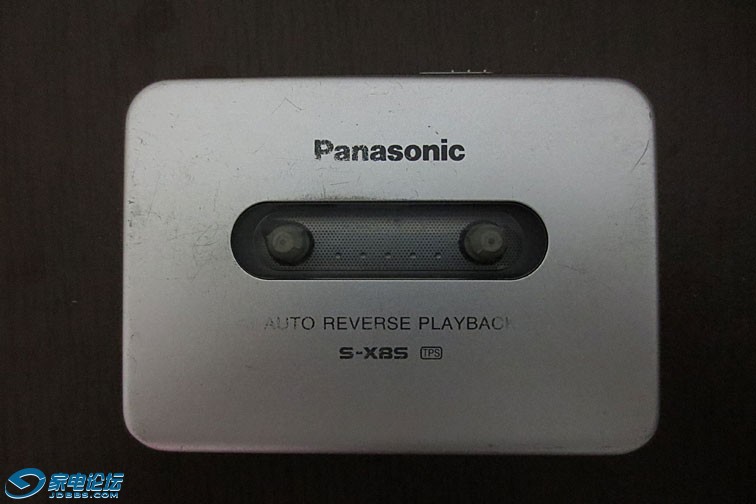 Panasonic
AUTO REVERSE PLAYBACK
S-XBS TPS
家电论坛
JDBBS.COM